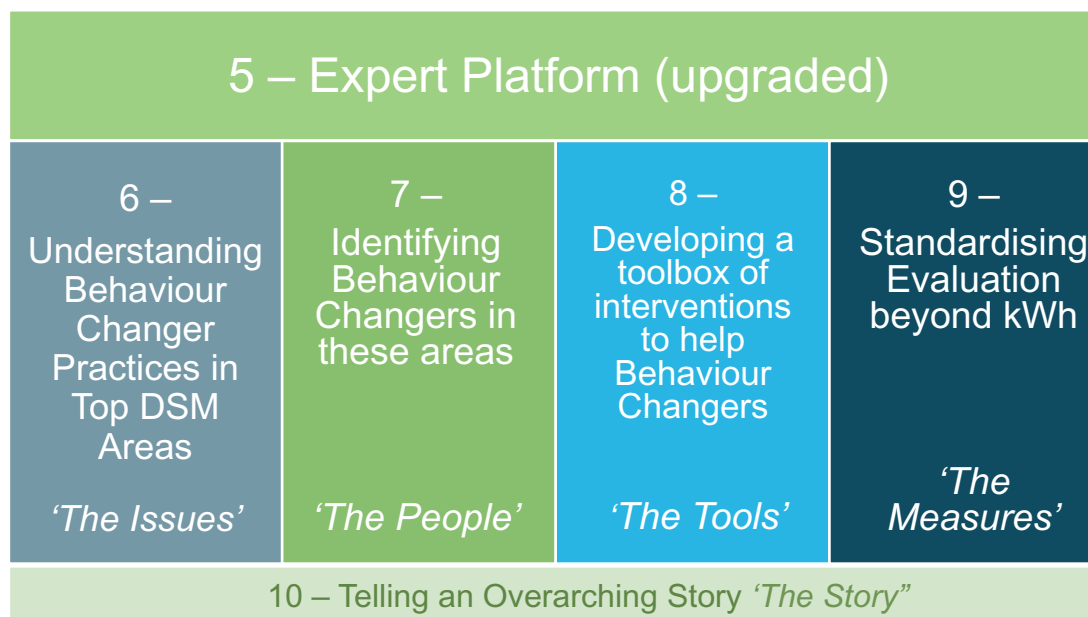 5 – Expert Platform (upgraded)
6 –
Understanding
Behaviour
Changer
Practices in
Top DSM
Areas
‘The Issues’
7 –
Identifying
Behaviour
Changers in
these areas
‘The People’
8 –
Developing a
toolbox of
interventions
to help
Behaviour
Changers
‘The Tools’
9 –
Standardising
Evaluation
beyond kWh
‘The
Measures’
10 – Telling an Overarching Story ‘The Story”